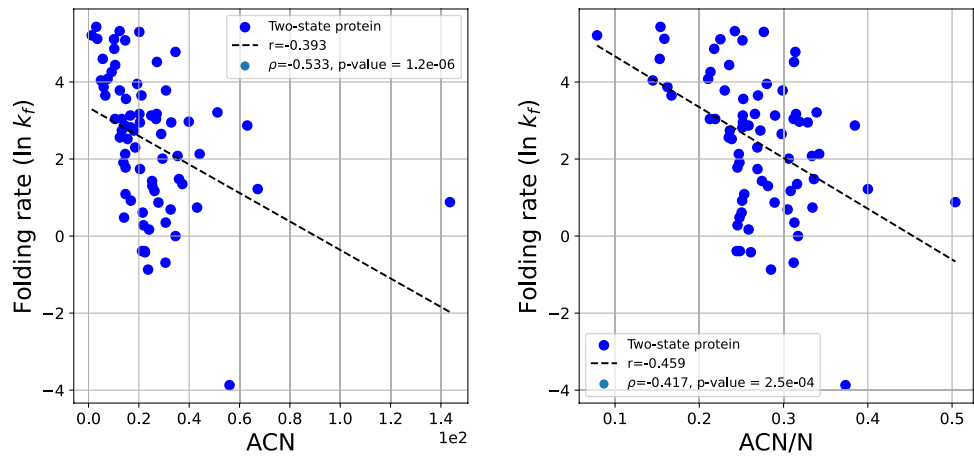 Two-state protein
r=-0.393
ρ=-0.533, p-value = 1.2e-06
Folding rate (ln k_f)
4
2
0
−2
−4
0.0 0.2 0.4 0.6 0.8 1.0 1.2 1.4
1e2
ACN
Two-state protein
r=-0.459
ρ=-0.417, p-value = 2.5e-04
Folding rate (ln k_f)
4
2
0
−2
−4
0.1 0.2 0.3 0.4 0.5
ACN/N